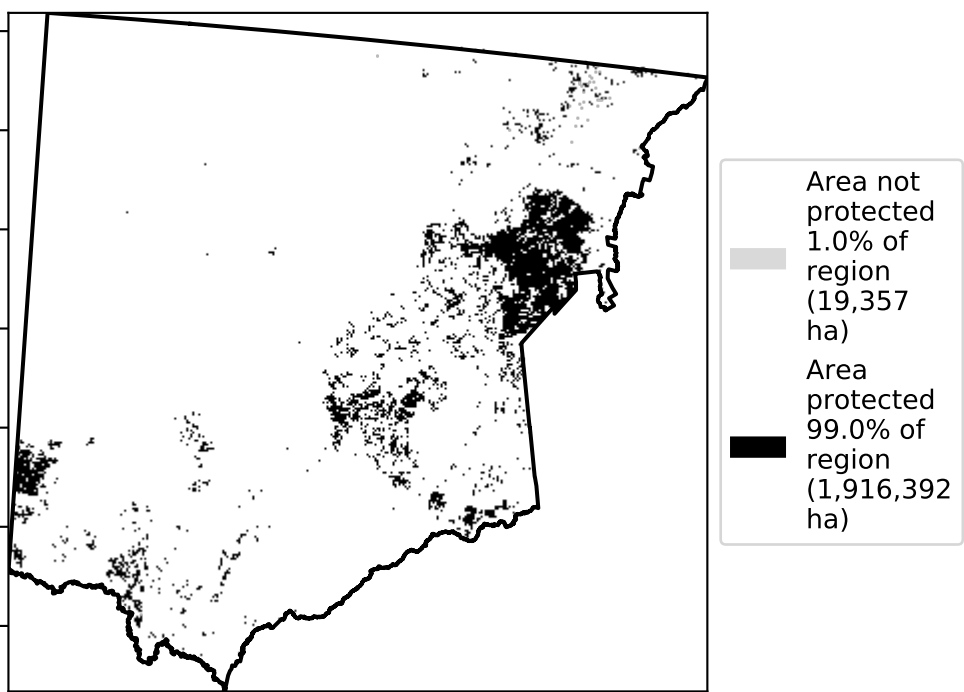 Area not
protected
1.0% of
region
(19,357
ha)
Area
protected
99.0% of
region
(1,916,392
ha)